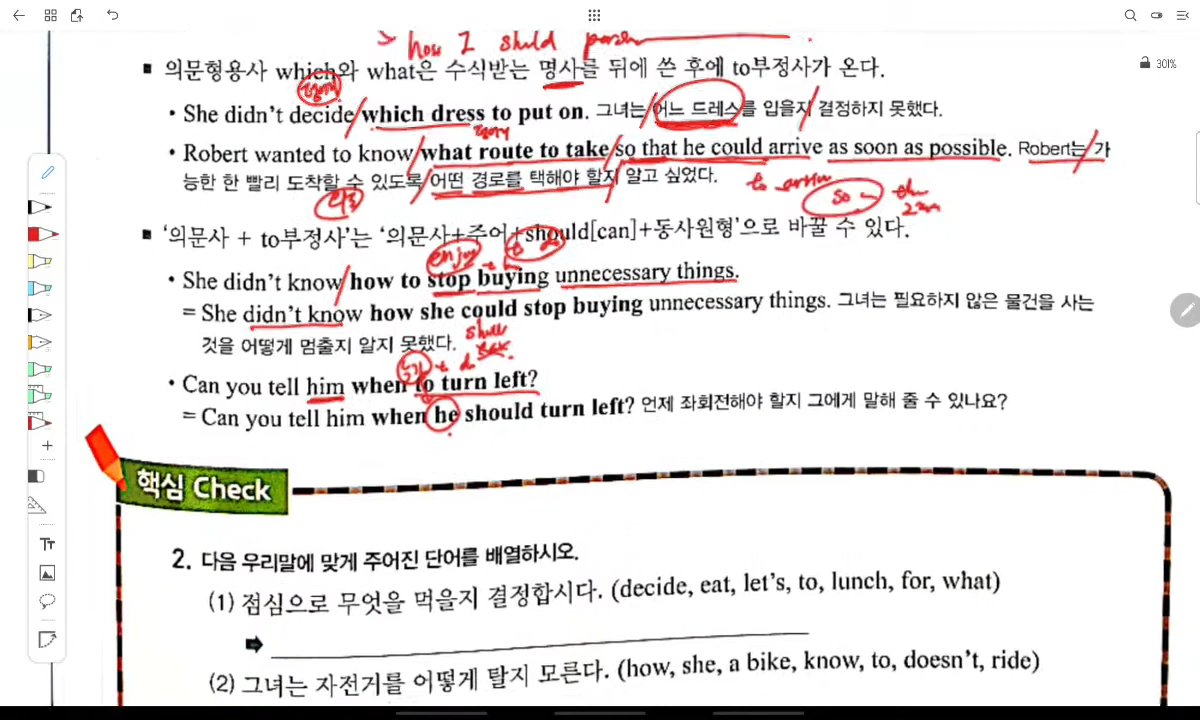 how I should
301%
■ 의문형용사 which와 what은 수식받는 명사를 뒤에 쓴 후에 to부정사가 온다.
• She didn't decide/which dress to put on. 그녀는/어느 드레스를 입을지/결정하지 못했다.
• Robert wanted to know/what route to take/so that he could arrive as soon as possible. Robert는/가
능한 한 빨리 도착할 수 있도록/어떤 경로를 택해야 할지/알고 싶었다.
so ~ that
■ '의문사 + to부정사'는 '의문사+주어+should[can]+동사원형'으로 바꿀 수 있다.
enjoy
• She didn't know/how to stop buying unnecessary things.
= She didn't know how she could stop buying unnecessary things. 그녀는 필요하지 않은 물건을 사는
것을 어떻게 멈출지 알지 못했다.
• Can you tell him when to turn left?
= Can you tell him when he should turn left? 언제 좌회전해야 할지 그에게 말해 줄 수 있나요?
핵심 Check
2. 다음 우리말에 맞게 주어진 단어를 배열하시오.
(1) 점심으로 무엇을 먹을지 결정합시다. (decide, eat, let's, to, lunch, for, what)
➡
(2) 그녀는 자전거를 어떻게 탈지 모른다. (how, she, a bike, know, to, doesn't, ride)
Tт